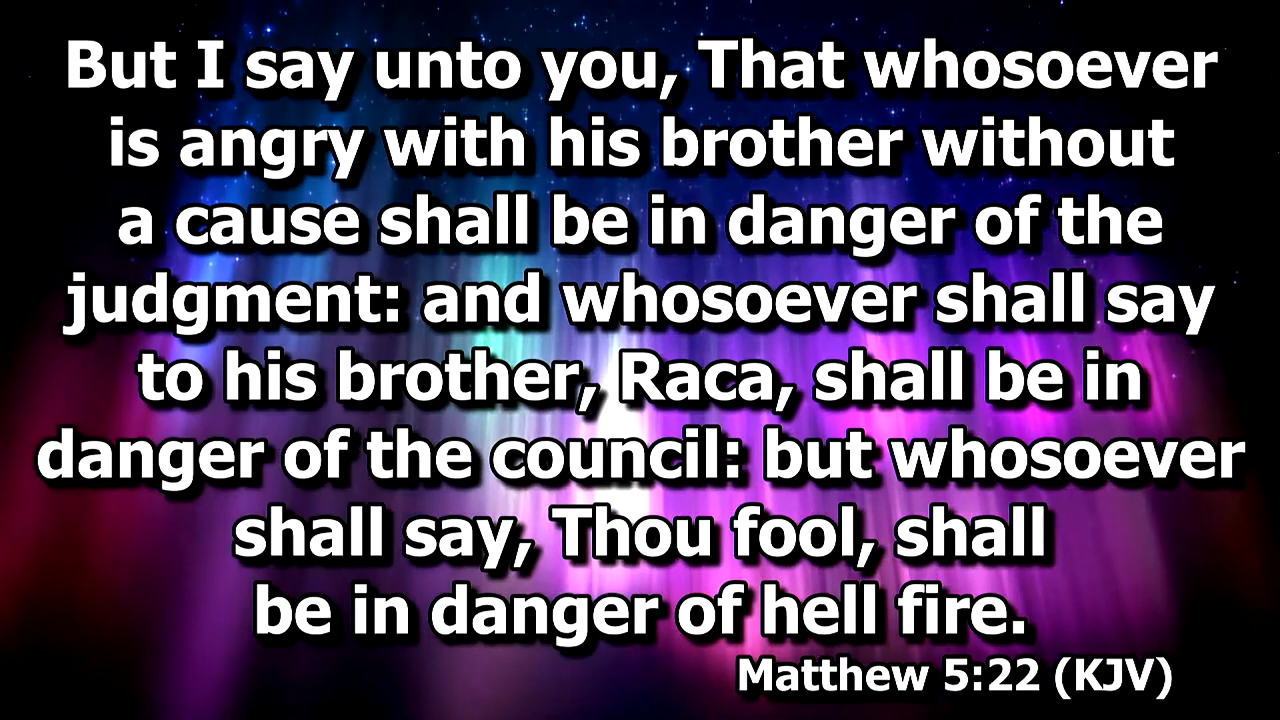 But I say unto you, That whosoever
is angry with his brother without
a cause shall be in danger of the
judgment: and whosoever shall say
to his brother, Raca, shall be in
danger of the council: but whosoever
shall say, Thou fool, shall
be in danger of hell fire.
Matthew 5:22 (KJV)